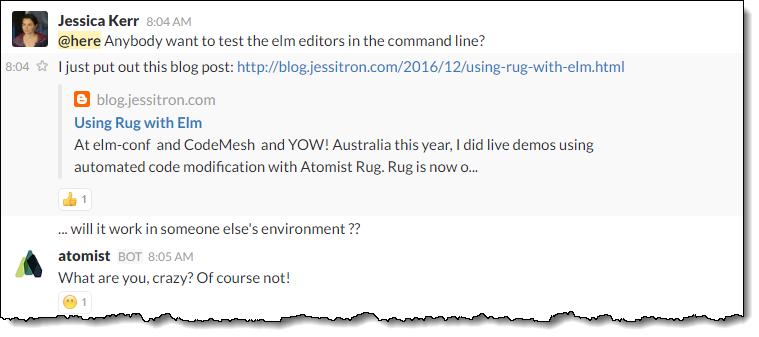 Jessica Kerr 8:04 AM
@here Anybody want to test the elm editors in the command line?
8:04 I just put out this blog post: http://blog.jessitron.com/2016/12/using-rug-with-elm.html
blog.jessitron.com
Using Rug with Elm
At elm-conf and CodeMesh and YOW! Australia this year, I did live demos using
automated code modification with Atomist Rug. Rug is now o...
1
... will it work in someone else's environment ??
atomist BOT 8:05 AM
What are you, crazy? Of course not!
1